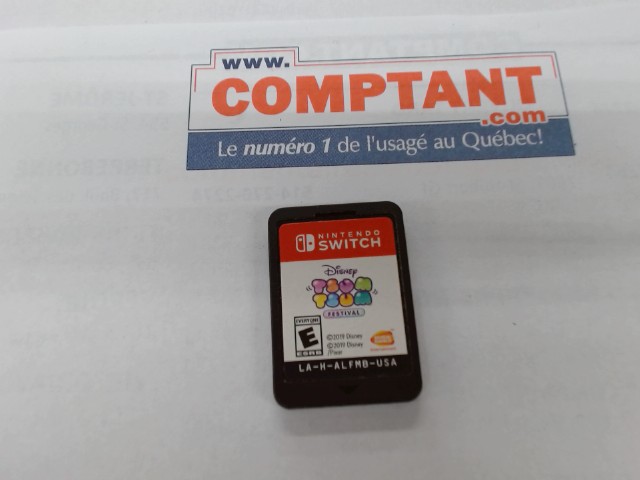 www.
COMPTANT
.com
Le numéro 1 de l'usagé au Québec!
NINTENDO
SWITCH
Disney
TSUM
TSUM
FESTIVAL
EVERYONE
E
ESRB
©2019 Disney
©2019 Disney
/Pixar
LA-H-ALFMB-USA